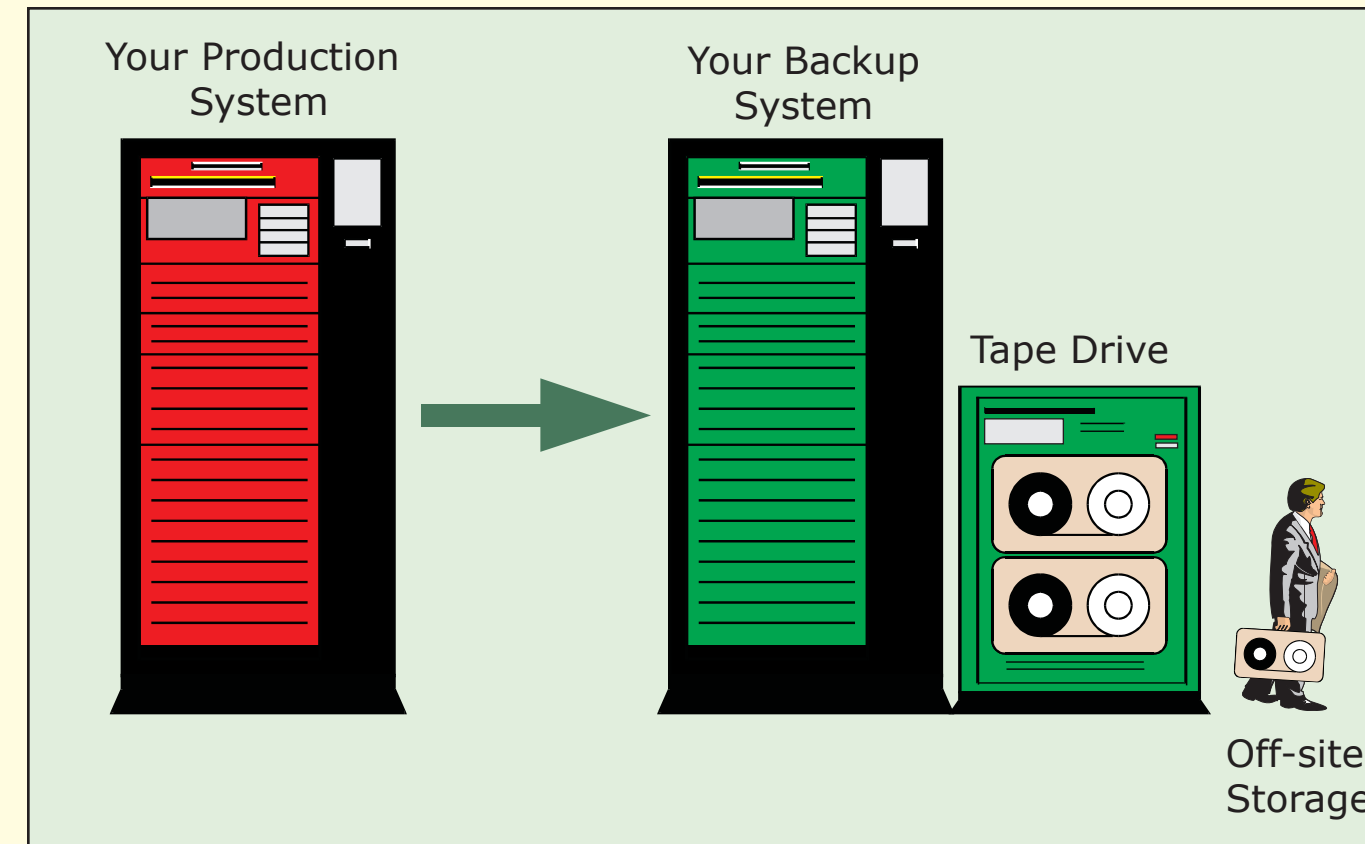 Your Production
System
Your Backup
System
Tape Drive
Off-site
Storage